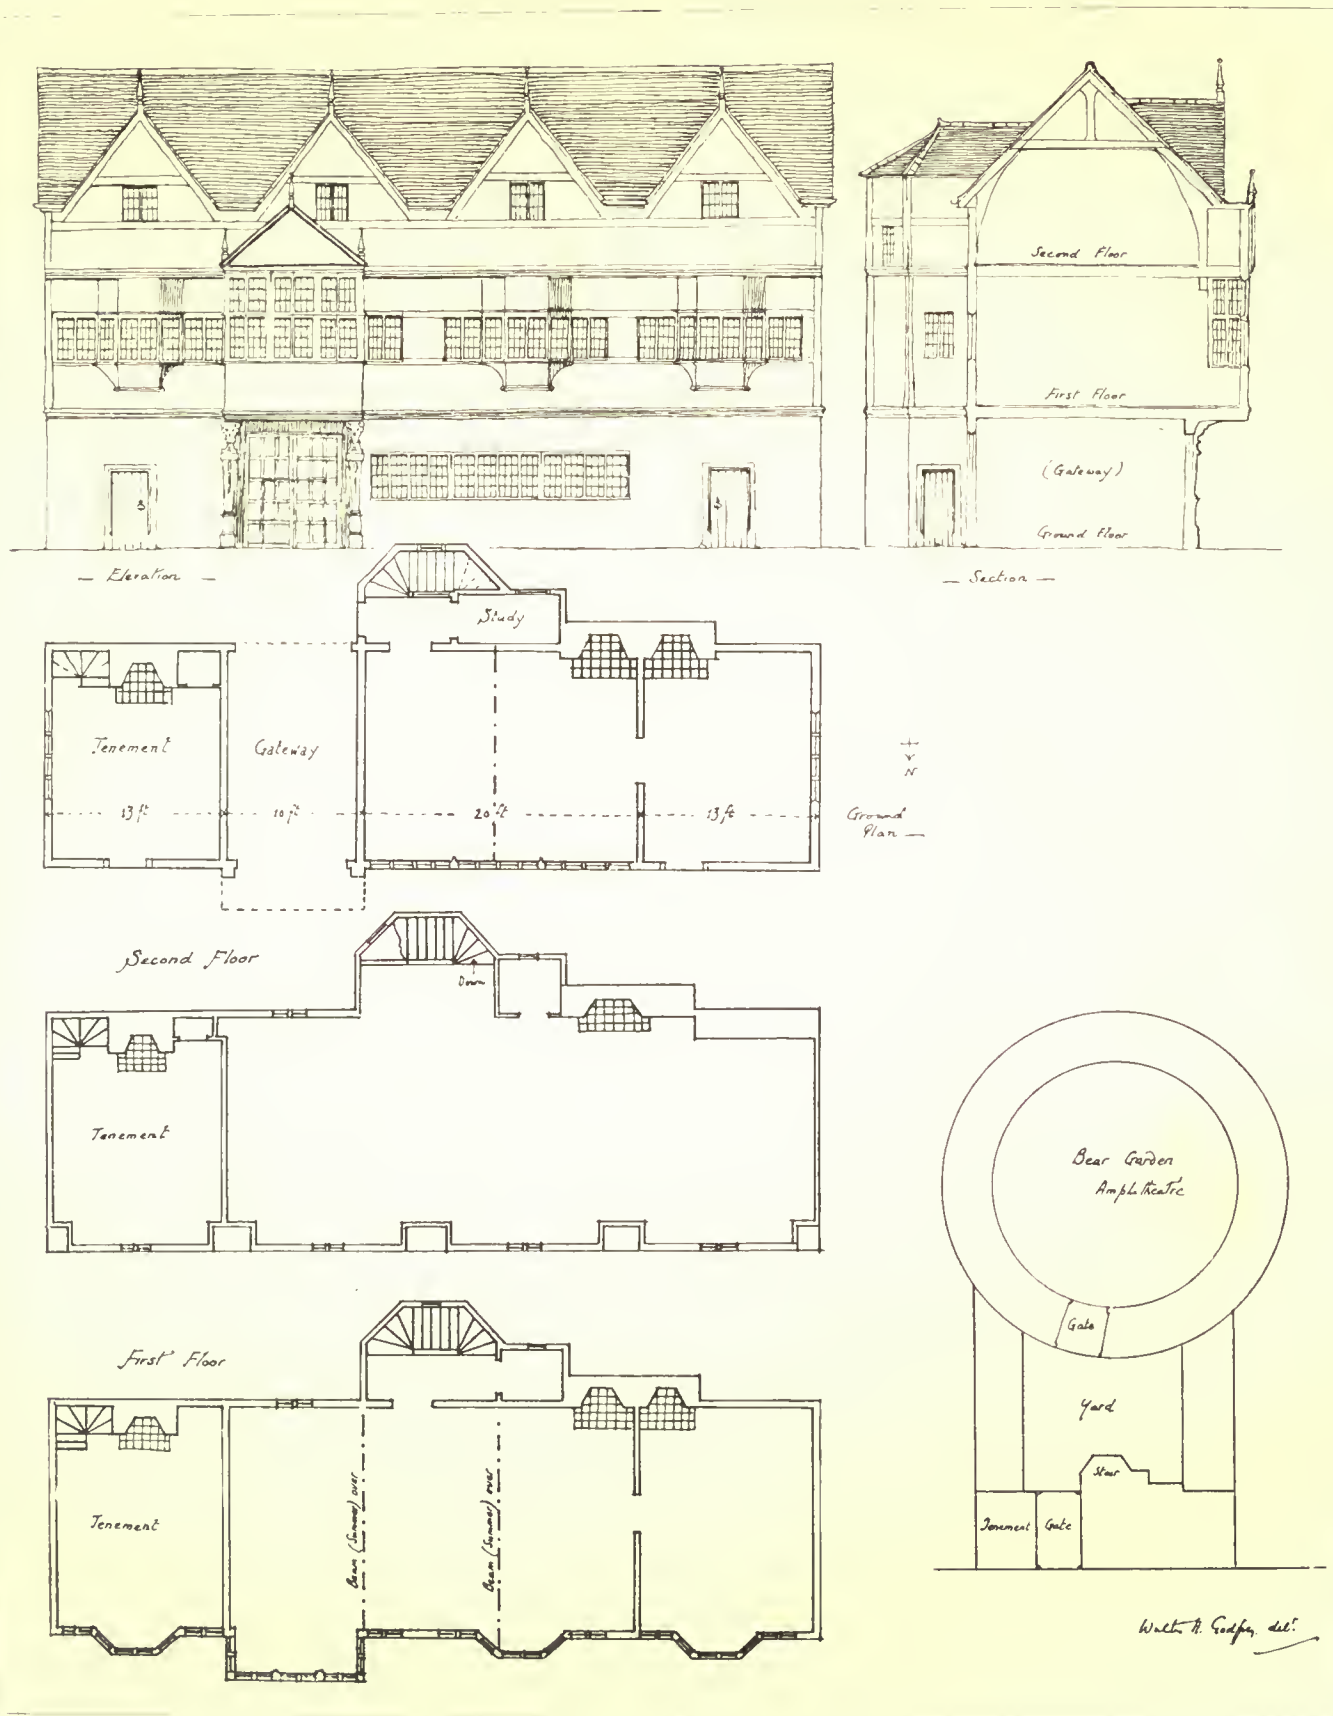 Second Floor
First Floor
(Gateway)
Ground Floor
— Elevation —
— Section —
Study
Tenement
Gateway
N
13 ft
10 ft
20 ft
13 ft
Ground
Plan —
Second Floor
Down
Tenement
Bear Garden
Amphitheatre
Gate
First Floor
Yard
Stair
Beam (Summer) over
Beam (Summer) over
Tenement
Tenement
Gate
Walter H. Godfrey. delt.